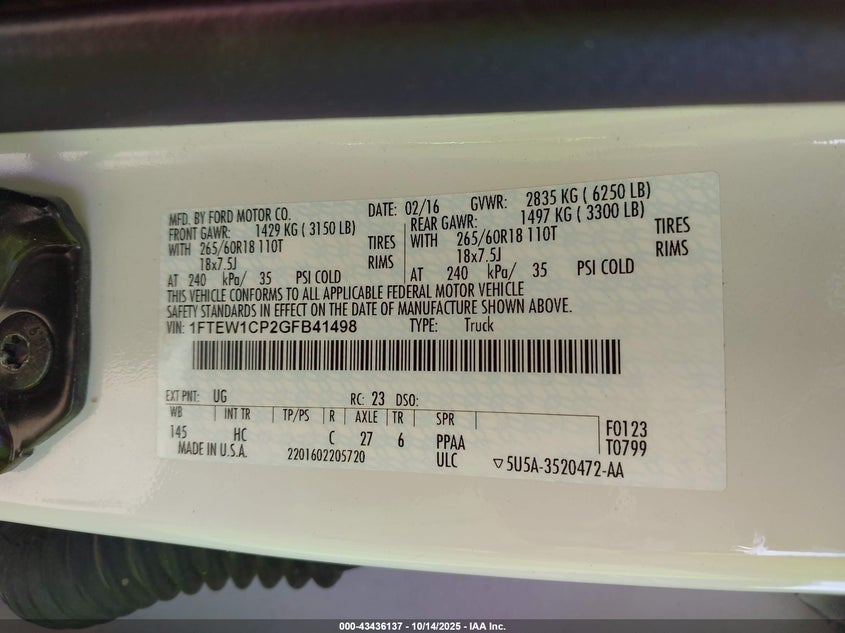 MFD. BY FORD MOTOR CO. DATE: 02/16 GVWR: 2835 KG ( 6250 LB)
FRONT GAWR: 1429 KG ( 3150 LB) REAR GAWR: 1497 KG ( 3300 LB)
WITH 265/60R18 110T TIRES WITH 265/60R18 110T TIRES
18x7.5J RIMS 18x7.5J RIMS
AT 240 kPa/ 35 PSI COLD AT 240 kPa/ 35 PSI COLD
THIS VEHICLE CONFORMS TO ALL APPLICABLE FEDERAL MOTOR VEHICLE
SAFETY STANDARDS IN EFFECT ON THE DATE OF MANUFACTURE SHOWN ABOVE.
VIN: 1FTEW1CP2GFB41498 TYPE: Truck
EXT PNT: UG RC: 23 DSO:
WB INT TR TP/PS R AXLE TR SPR
145 HC C 27 6 PPAA F0123
MADE IN U.S.A. 2201602205720 ULC T0799
▽5U5A-3520472-AA
000-43436137 - 10/14/2025 - IAA Inc.